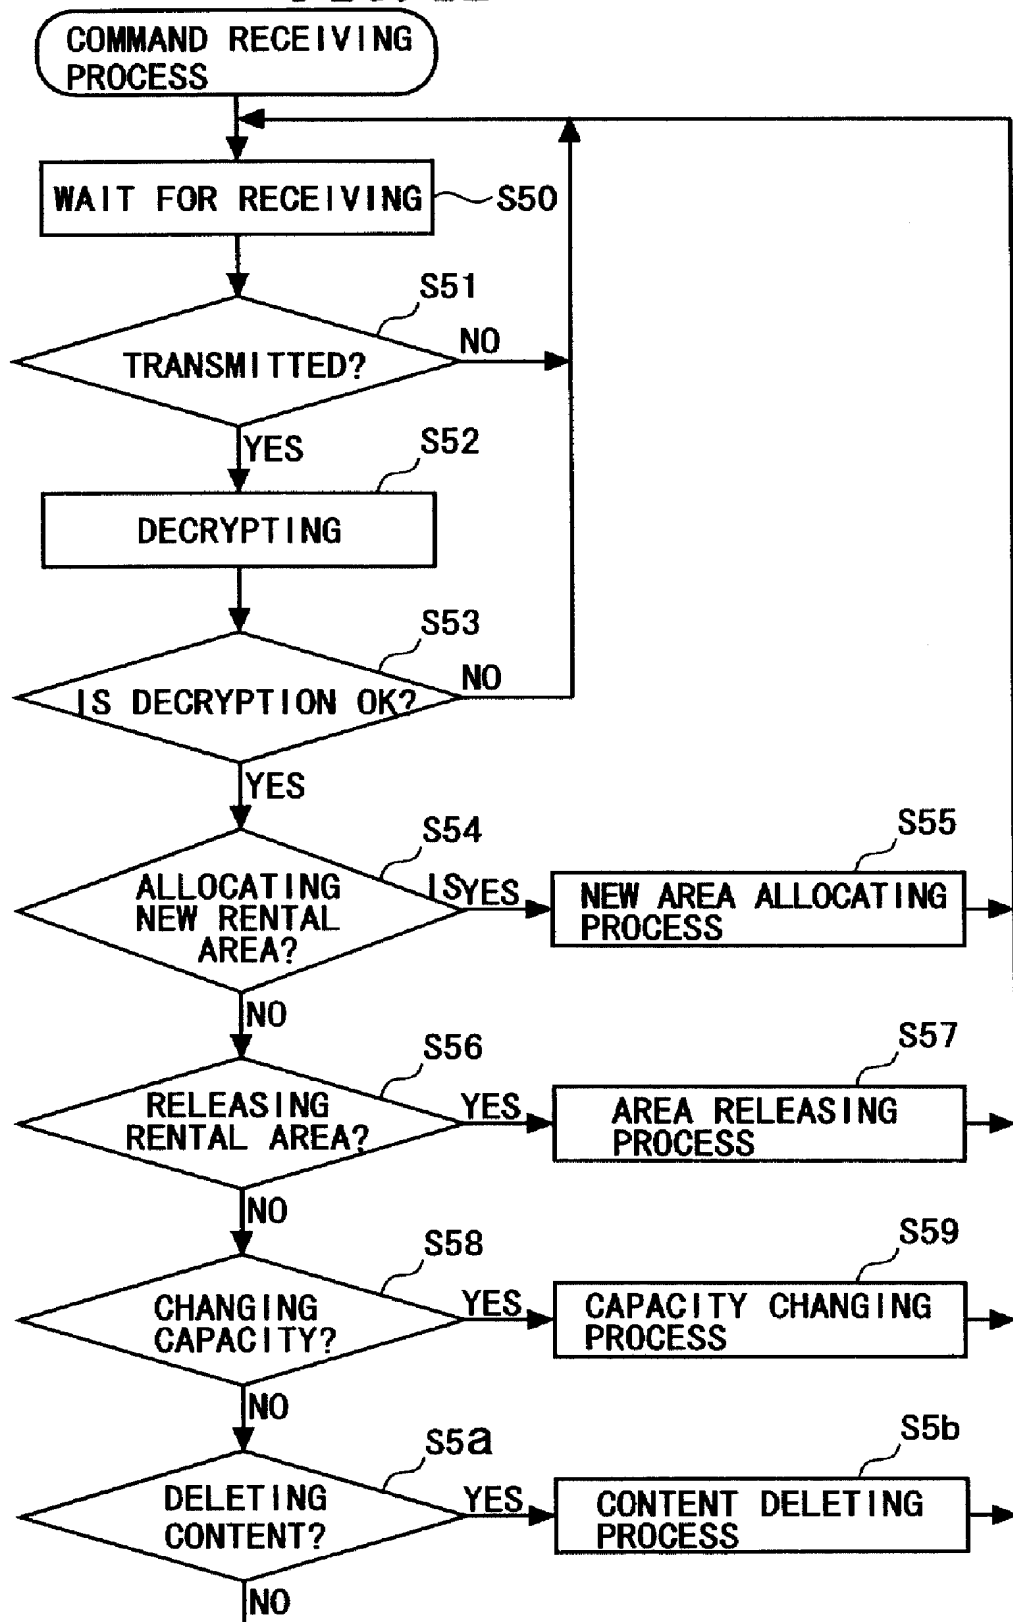 COMMAND RECEIVING
PROCESS
WAIT FOR RECEIVING
S50
S51
TRANSMITTED?
NO
YES
S52
DECRYPTING
S53
IS DECRYPTION OK?
NO
YES
S54
ALLOCATING IS
NEW RENTAL
AREA?
YES
S55
NEW AREA ALLOCATING
PROCESS
NO
S56
RELEASING
RENTAL AREA?
YES
S57
AREA RELEASING
PROCESS
NO
S58
CHANGING
CAPACITY?
YES
S59
CAPACITY CHANGING
PROCESS
NO
S5a
DELETING
CONTENT?
YES
S5b
CONTENT DELETING
PROCESS
NO